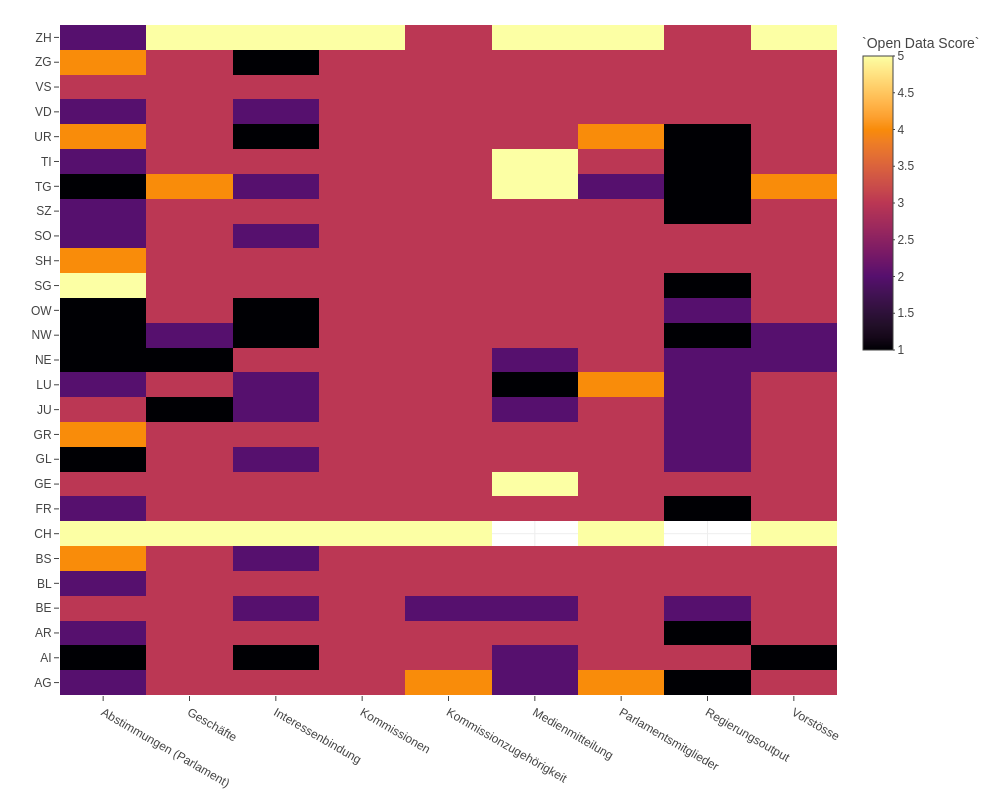 `Open Data Score`
5
4.5
4
3.5
3
2.5
2
1.5
1
ZH
ZG
VS
VD
UR
TI
TG
SZ
SO
SH
SG
OW
NW
NE
LU
JU
GR
GL
GE
FR
CH
BS
BL
BE
AR
AI
AG
Abstimmungen (Parlament)
Geschäfte
Interessenbindung
Kommissionen
Kommissionzugehörigkeit
Medienmitteilung
Parlamentsmitglieder
Regierungsoutput
Vorstösse